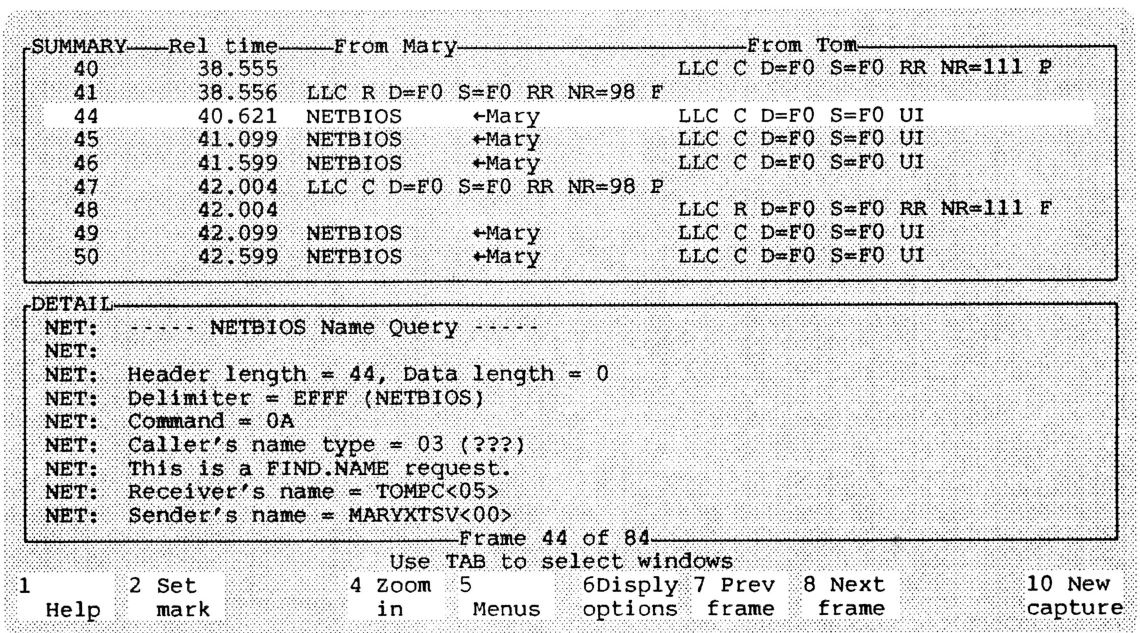 SUMMARY Rel time From Mary From Tom
40 38.555 LLC C D=F0 S=F0 RR NR=111 P
41 38.556 LLC R D=F0 S=F0 RR NR=98 F
44 40.621 NETBIOS ←Mary LLC C D=F0 S=F0 UI
45 41.099 NETBIOS ←Mary LLC C D=F0 S=F0 UI
46 41.599 NETBIOS ←Mary LLC C D=F0 S=F0 UI
47 42.004 LLC C D=F0 S=F0 RR NR=98 P
48 42.004 LLC R D=F0 S=F0 RR NR=111 F
49 42.099 NETBIOS ←Mary LLC C D=F0 S=F0 UI
50 42.599 NETBIOS ←Mary LLC C D=F0 S=F0 UI
DETAIL
NET: ----- NETBIOS Name Query -----
NET:
NET: Header length = 44, Data length = 0
NET: Delimiter = EFFF (NETBIOS)
NET: Command = 0A
NET: Caller's name type = 03 (???)
NET: This is a FIND.NAME request.
NET: Receiver's name = TOMPC<05>
NET: Sender's name = MARYXTSV<00>
Frame 44 of 84
Use TAB to select windows
1 2 Set 4 Zoom 5 6Disply 7 Prev 8 Next 10 New
Help mark in Menus options frame frame capture